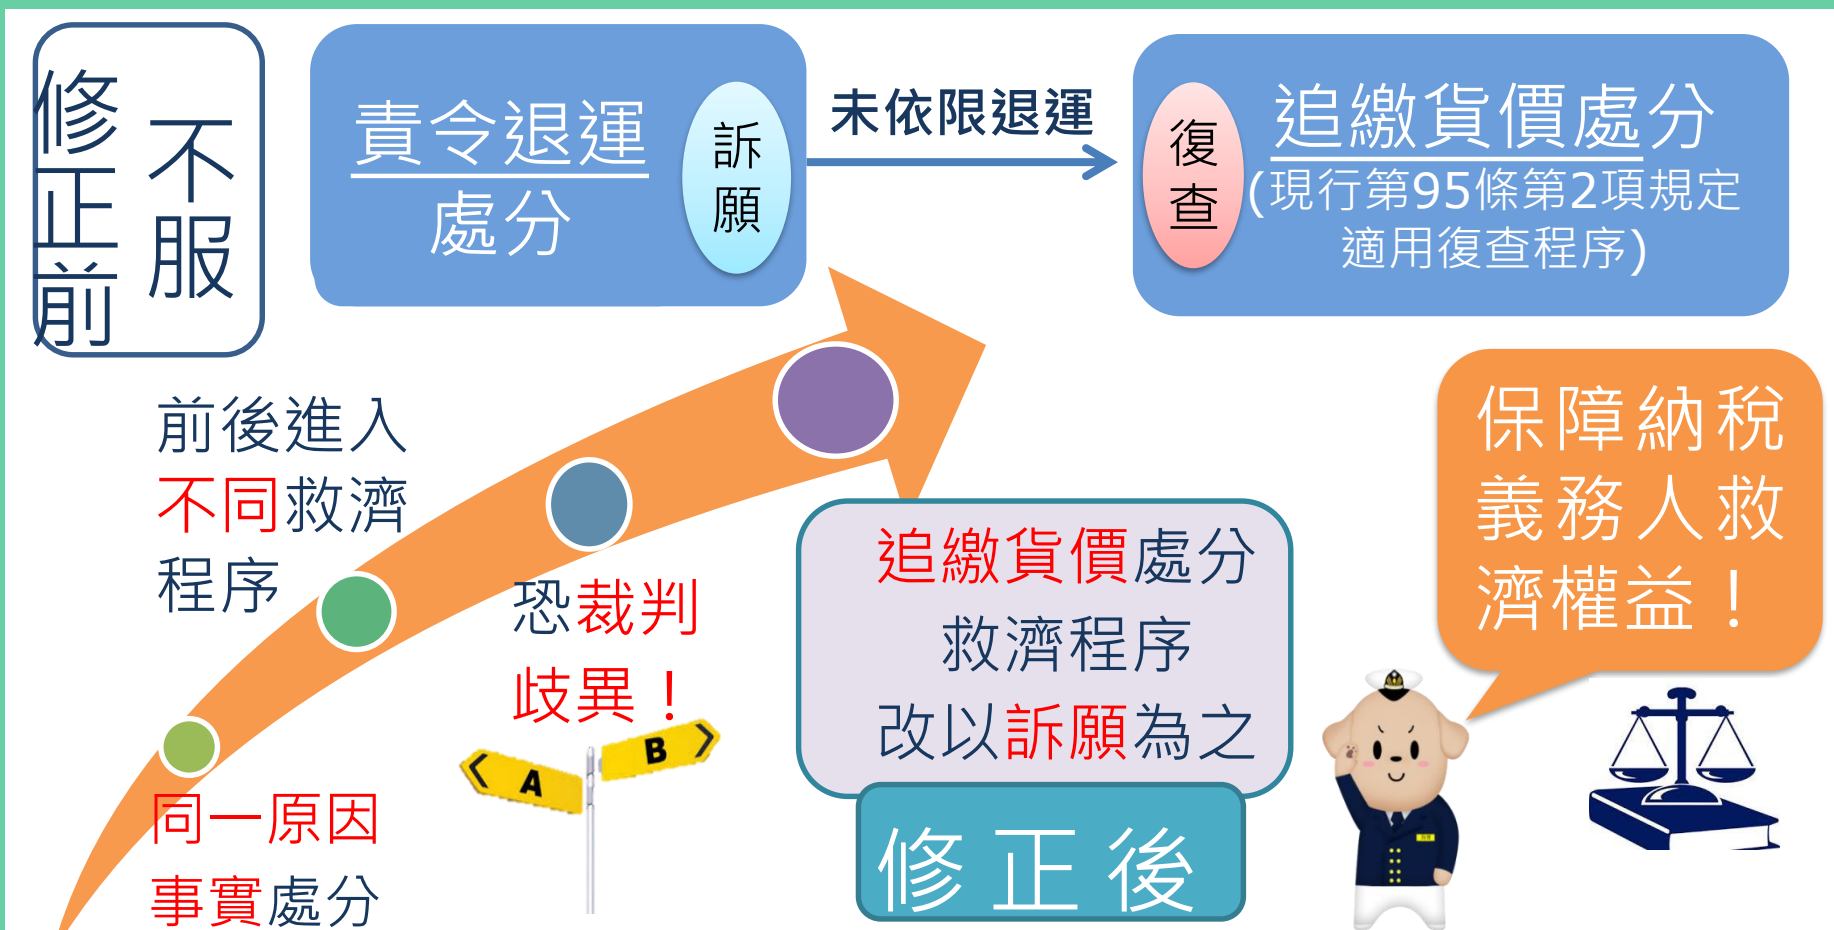 不服
修正前
責令退運
處分
訴
願
未依限退運
復
查
追繳貨價處分
(現行第95條第2項規定
適用復查程序)
前後進入
不同救濟
程序
恐裁判
歧異！
A
B
同一原因
事實處分
追繳貨價處分
救濟程序
改以訴願為之
修正後
保障納稅
義務人救
濟權益！